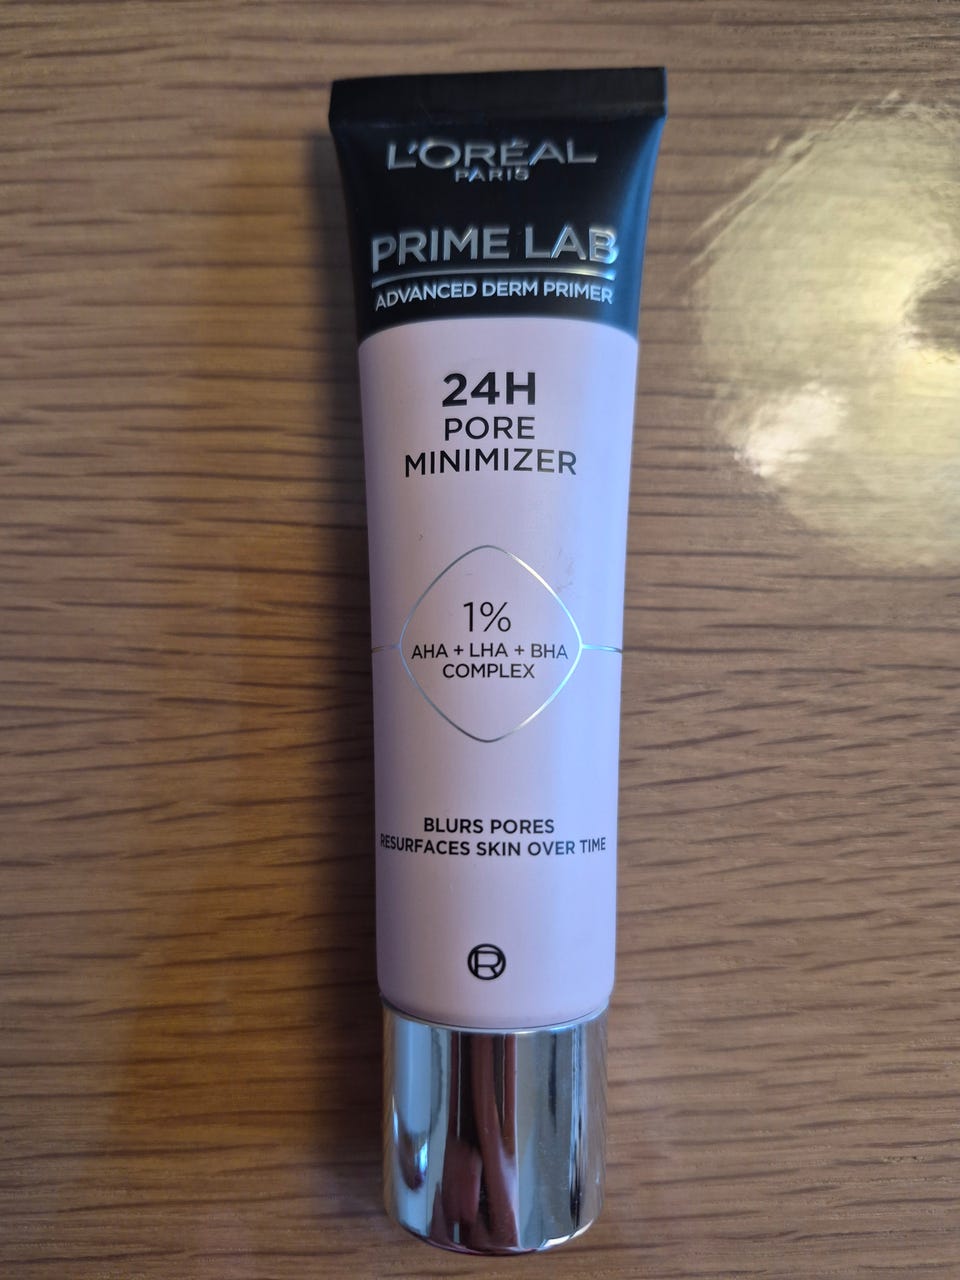 L'ORÉAL
PARIS
PRIME LAB
ADVANCED DERM PRIMER
24H
PORE
MINIMIZER
1%
AHA + LHA + BHA
COMPLEX
BLURS PORES
RESURFACES SKIN OVER TIME